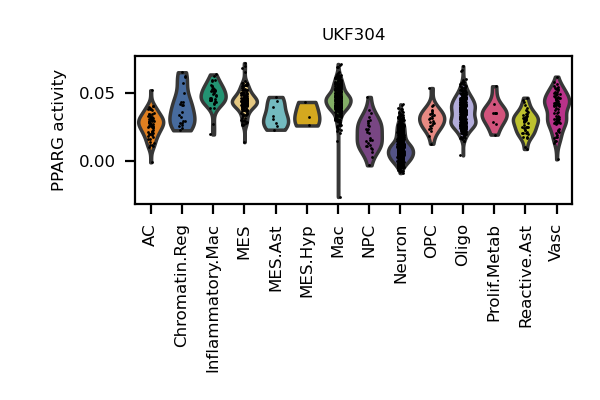 UKF304
PPARG activity
0.05
0.00
AC
Chromatin.Reg
Inflammatory.Mac
MES
MES.Ast
MES.Hyp
Mac
NPC
Neuron
OPC
Oligo
Prolif.Metab
Reactive.Ast
Vasc